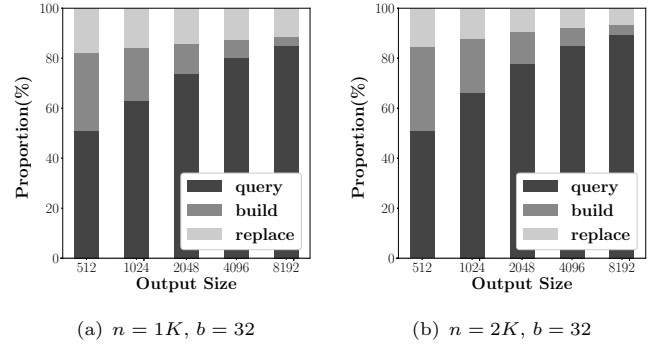 100
80
60
40
20
0
Proportion(%)
query
build
replace
512 1024 2048 4096 8192
Output Size
(a) n = 1K, b = 32
100
80
60
40
20
0
Proportion(%)
query
build
replace
512 1024 2048 4096 8192
Output Size
(b) n = 2K, b = 32